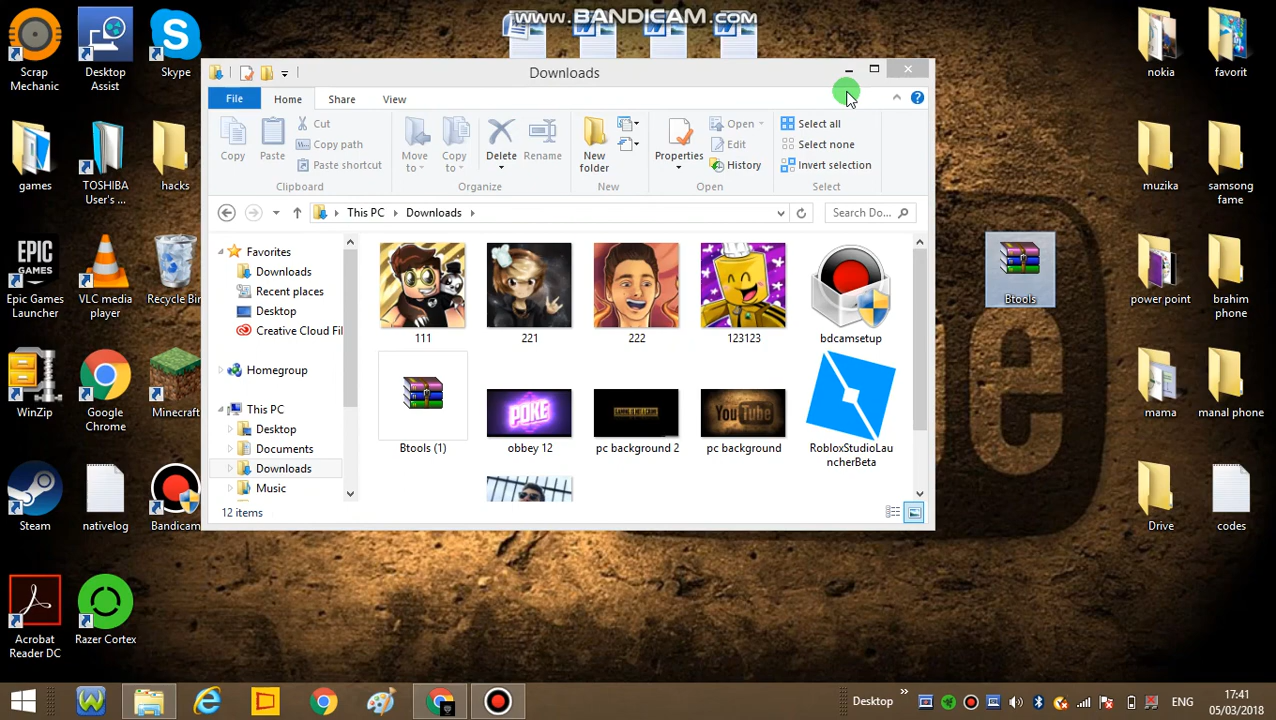 www.BANDICAM.com
Scrap Mechanic
Desktop Assist
Skype
nokia
favorit
Downloads
File
Home
Share
View
Copy
Paste
Cut
Copy path
Paste shortcut
Clipboard
Move to
Copy to
Delete
Rename
Organize
New folder
New
Properties
Open
Edit
History
Open
Select all
Select none
Invert selection
Select
This PC
Downloads
Search Do...
games
TOSHIBA User's ...
hacks
muzika
samsong fame
Favorites
Downloads
Recent places
Desktop
Creative Cloud Fil
Homegroup
This PC
Desktop
Documents
Downloads
Music
12 items
111
221
222
123123
bdcamsetup
Btools (1)
POKE
obbey 12
pc background 2
You Tube
pc background
RobloxStudioLauncherBeta
Btools
EPIC GAMES
Epic Games Launcher
VLC media player
Recycle Bin
power point
brahim phone
WinZip
Google Chrome
Minecraft
mama
manal phone
Steam
nativelog
Bandicam
Drive
codes
Adobe
Acrobat Reader DC
Razer Cortex
Desktop
ENG
17:41
05/03/2018